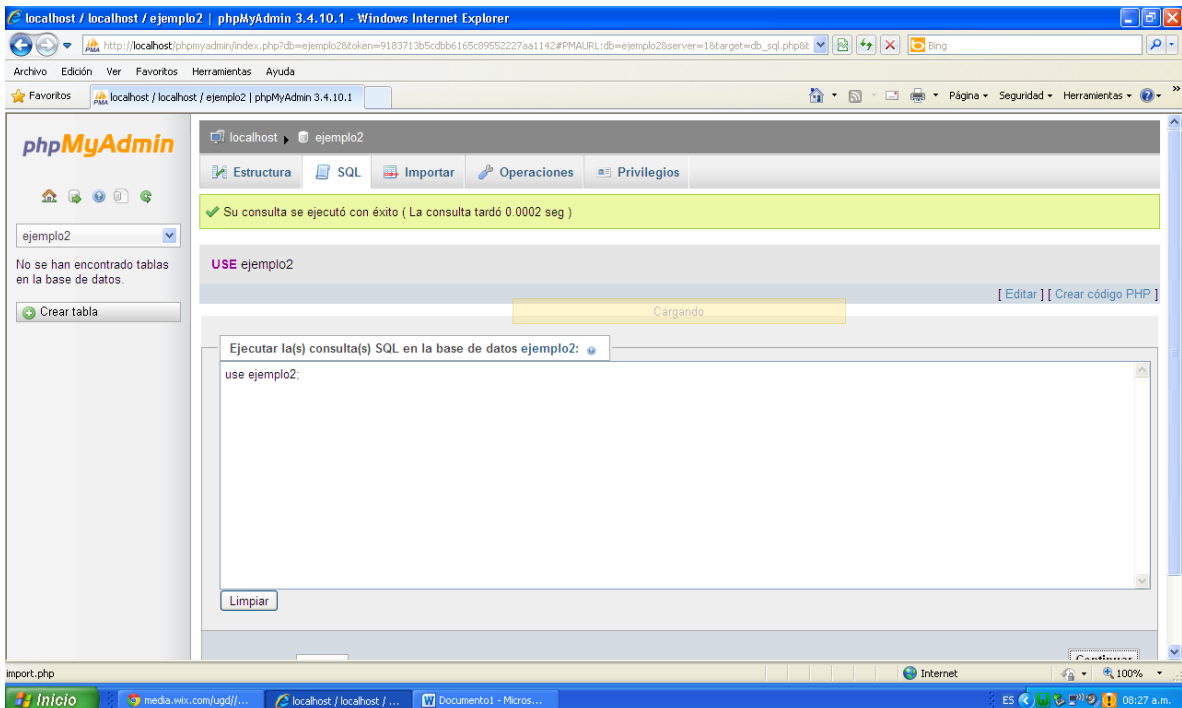 localhost / localhost / ejemplo2 | phpMyAdmin 3.4.10.1 - Windows Internet Explorer
http://localhost/phpmyadmin/index.php?db=ejemplo2&token=9183713b5cdbb6165c89552227aa1142#PMAURL:db=ejemplo2&server=1&target=db_sql.php&t
Bing
Archivo Edición Ver Favoritos Herramientas Ayuda
Favoritos localhost / localhost / ejemplo2 | phpMyAdmin 3.4.10.1 Página Seguridad Herramientas
phpMyAdmin
localhost ejemplo2
Estructura SQL Importar Operaciones Privilegios
Su consulta se ejecutó con éxito ( La consulta tardó 0.0002 seg )
ejemplo2
No se han encontrado tablas
en la base de datos.
Crear tabla
USE ejemplo2
[ Editar ] [ Crear código PHP ]
Cargando
Ejecutar la(s) consulta(s) SQL en la base de datos ejemplo2:
use ejemplo2;
Limpiar
Continuar
import.php Internet 100%
Inicio media.wix.com/ugd//... localhost / localhost / ... Documento1 - Micros... ES 08:27 a.m.